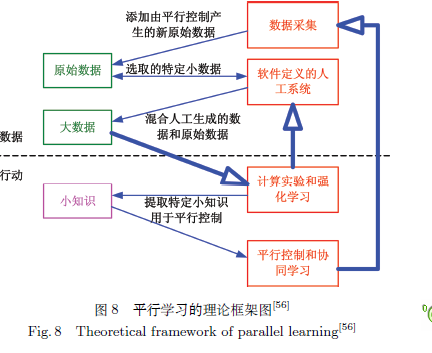 添加由平行控制产
生的新原始数据
数据采集
原始数据
选取的特定小数据
软件定义的人
工系统
大数据
混合人工生成的数
据和原始数据
数据
行动
计算实验和强
化学习
小知识
提取特定小知识
用于平行控制
平行控制和协
同学习
图 8 平行学习的理论框架图[56]
Fig. 8 Theoretical framework of parallel learning[56]